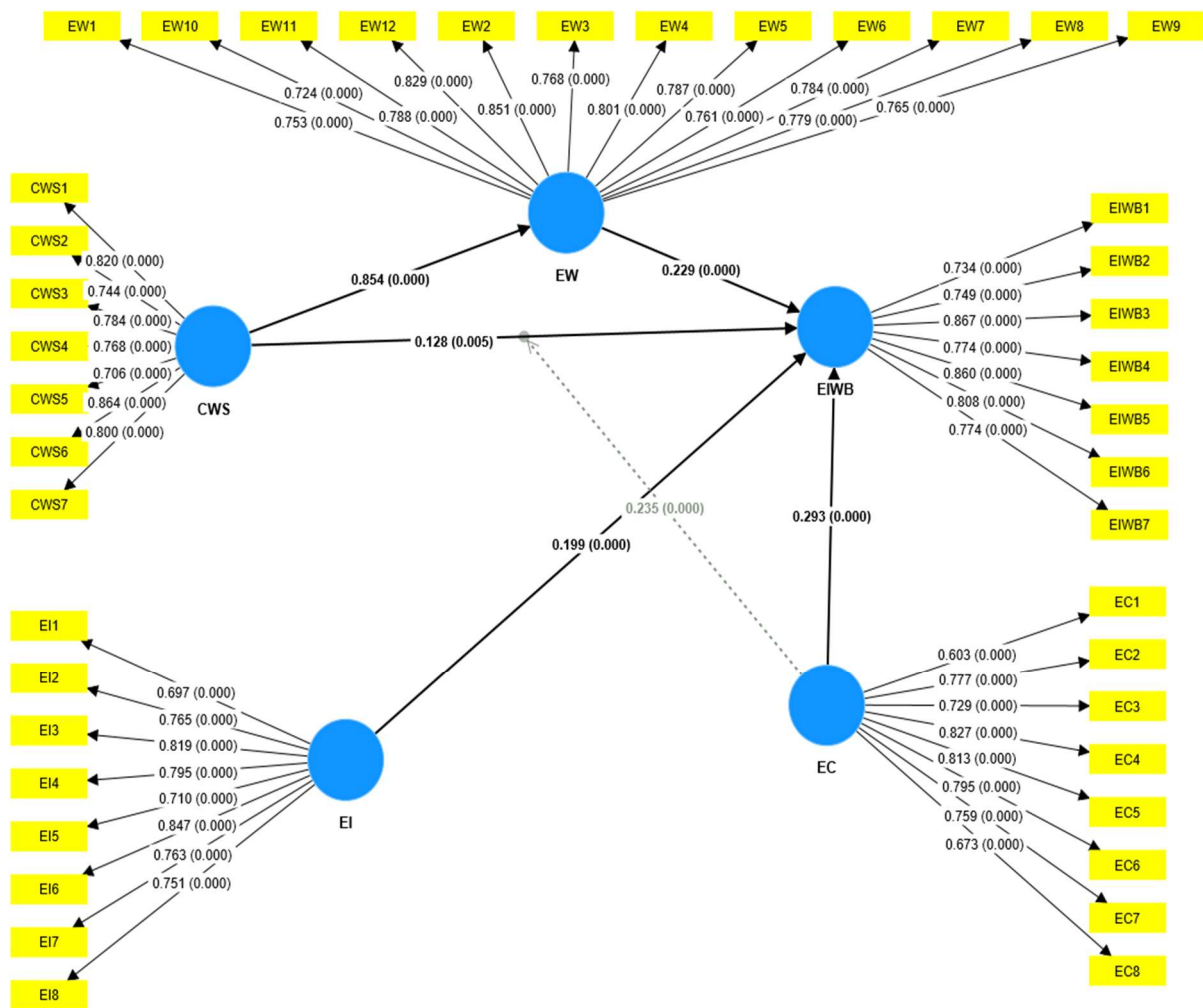 EW1 EW10 EW11 EW12 EW2 EW3 EW4 EW5 EW6 EW7 EW8 EW9
0.724 (0.000)
0.753 (0.000)
0.829 (0.000)
0.788 (0.000)
0.851 (0.000)
0.768 (0.000)
0.801 (0.000)
0.787 (0.000)
0.761 (0.000)
0.784 (0.000)
0.779 (0.000)
0.765 (0.000)
EW
CWS1
CWS2
CWS3
CWS4
CWS5
CWS6
CWS7
0.820 (0.000)
0.744 (0.000)
0.784 (0.000)
0.768 (0.000)
0.706 (0.000)
0.864 (0.000)
0.800 (0.000)
CWS
0.854 (0.000)
0.229 (0.000)
0.128 (0.005)
EIWB
0.734 (0.000)
0.749 (0.000)
0.867 (0.000)
0.774 (0.000)
0.860 (0.000)
0.808 (0.000)
0.774 (0.000)
EIWB1
EIWB2
EIWB3
EIWB4
EIWB5
EIWB6
EIWB7
0.235 (0.000)
0.199 (0.000)
0.293 (0.000)
EI1
EI2
EI3
EI4
EI5
EI6
EI7
EI8
0.697 (0.000)
0.765 (0.000)
0.819 (0.000)
0.795 (0.000)
0.710 (0.000)
0.847 (0.000)
0.763 (0.000)
0.751 (0.000)
EI
EC
0.603 (0.000)
0.777 (0.000)
0.729 (0.000)
0.827 (0.000)
0.813 (0.000)
0.795 (0.000)
0.759 (0.000)
0.673 (0.000)
EC1
EC2
EC3
EC4
EC5
EC6
EC7
EC8